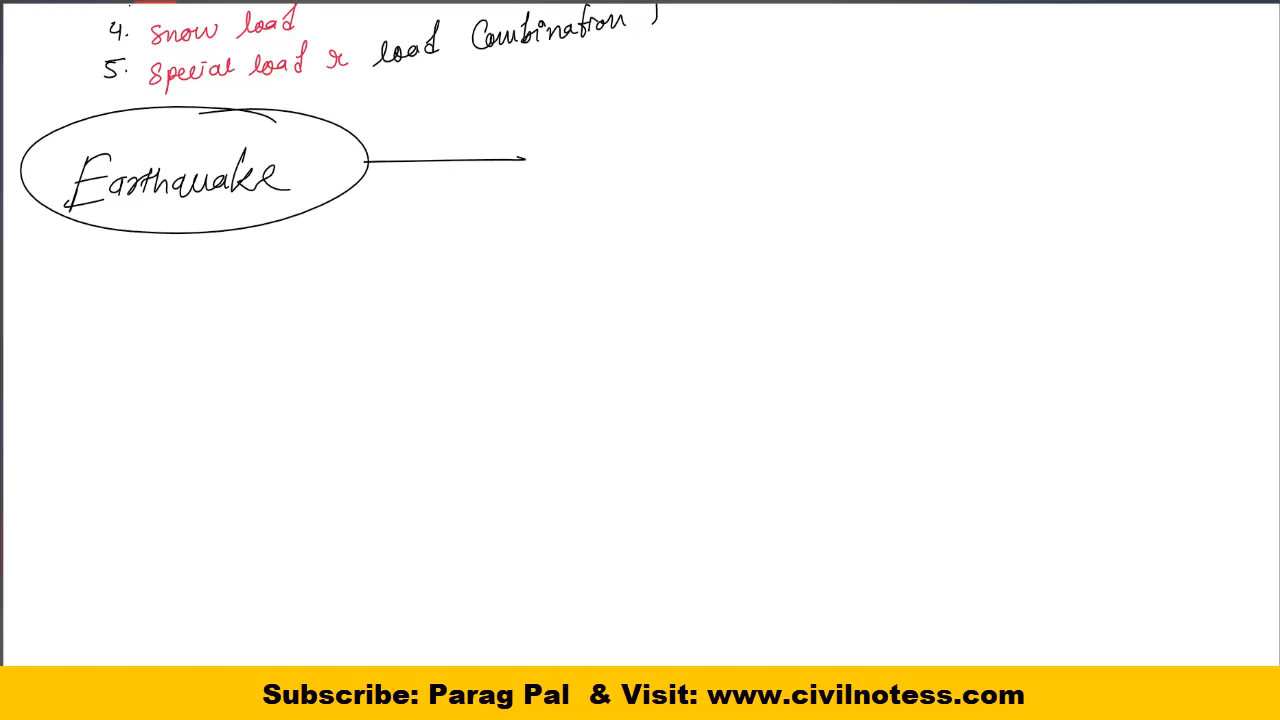 4. Snow load
5. Special load & load Combination
Earthquake
Subscribe: Parag Pal & Visit: www.civilnotess.com